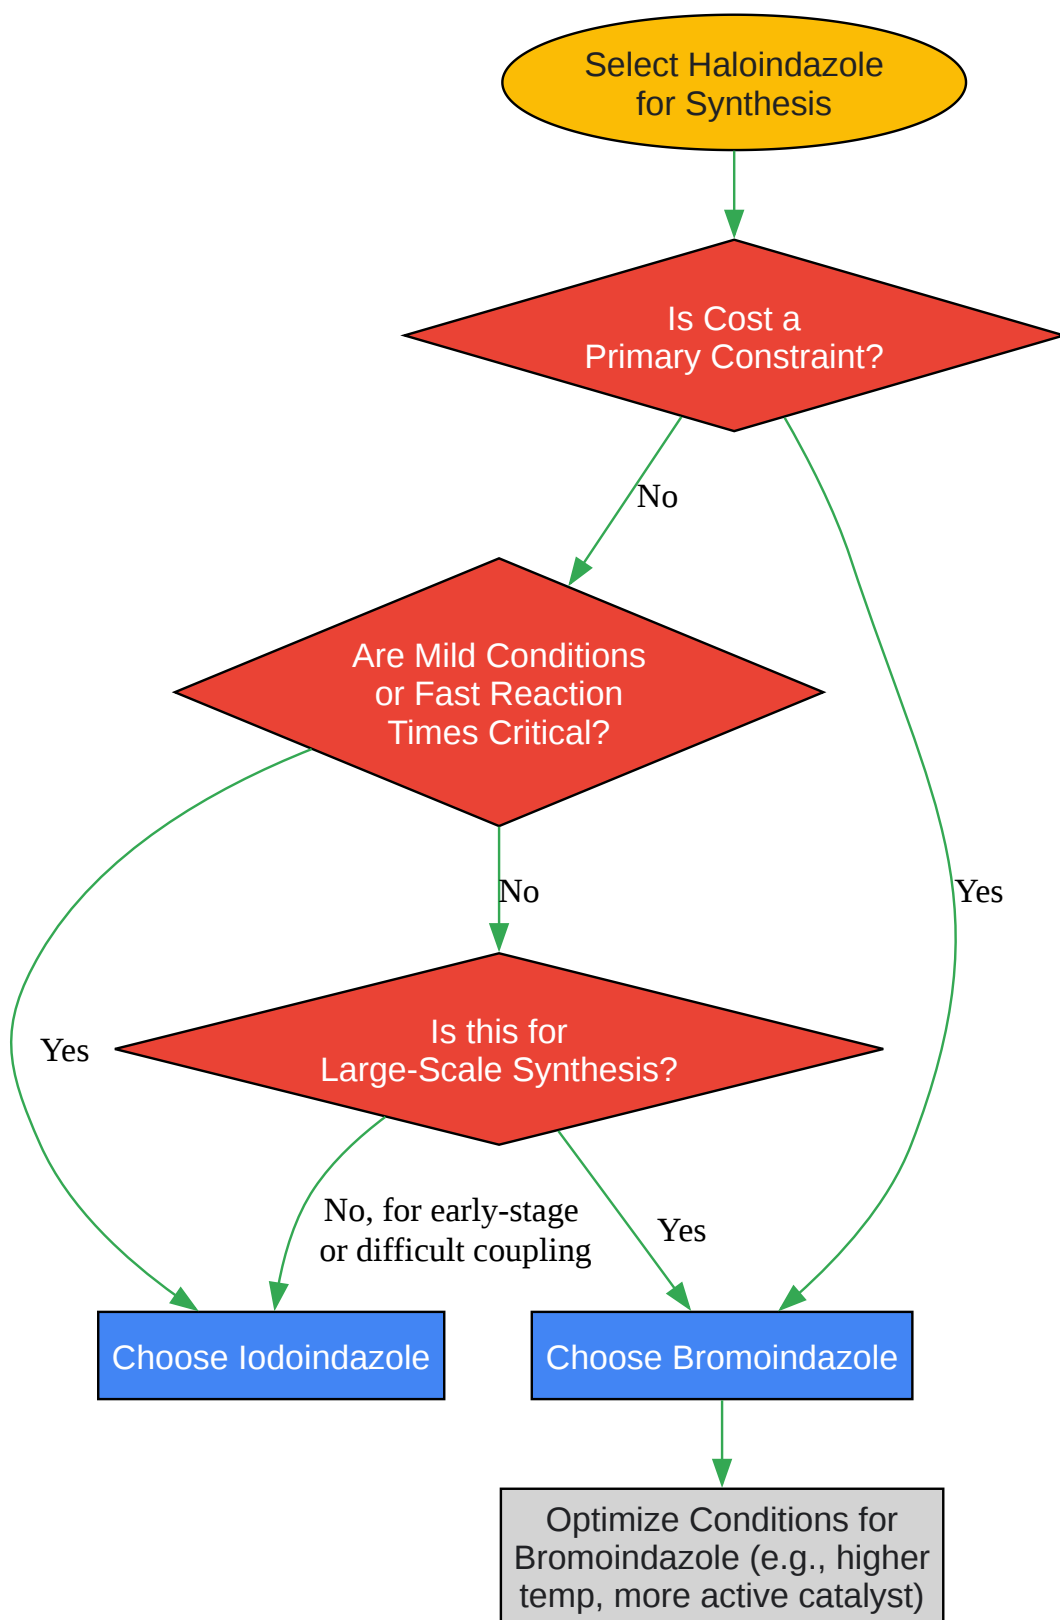 Select Haloindazole
for Synthesis
Is Cost a
Primary Constraint?
No
Are Mild Conditions
or Fast Reaction
Times Critical?
No
Yes
Is this for
Large-Scale Synthesis?
Yes
No, for early-stage
or difficult coupling
Yes
Choose Iodoindazole
Choose Bromoindazole
Optimize Conditions for
Bromoindazole (e.g., higher
temp, more active catalyst)